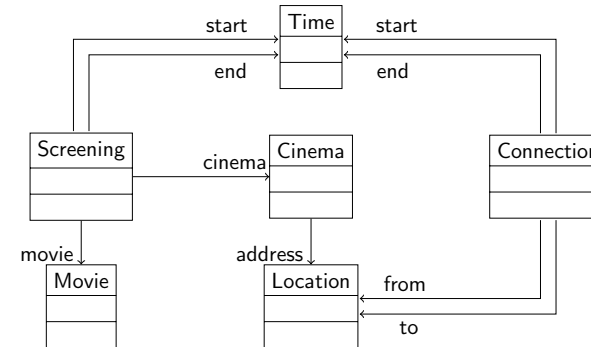 Time
start
start
end
end
Screening
Cinema
Connection
cinema
movie
address
Movie
Location
from
to